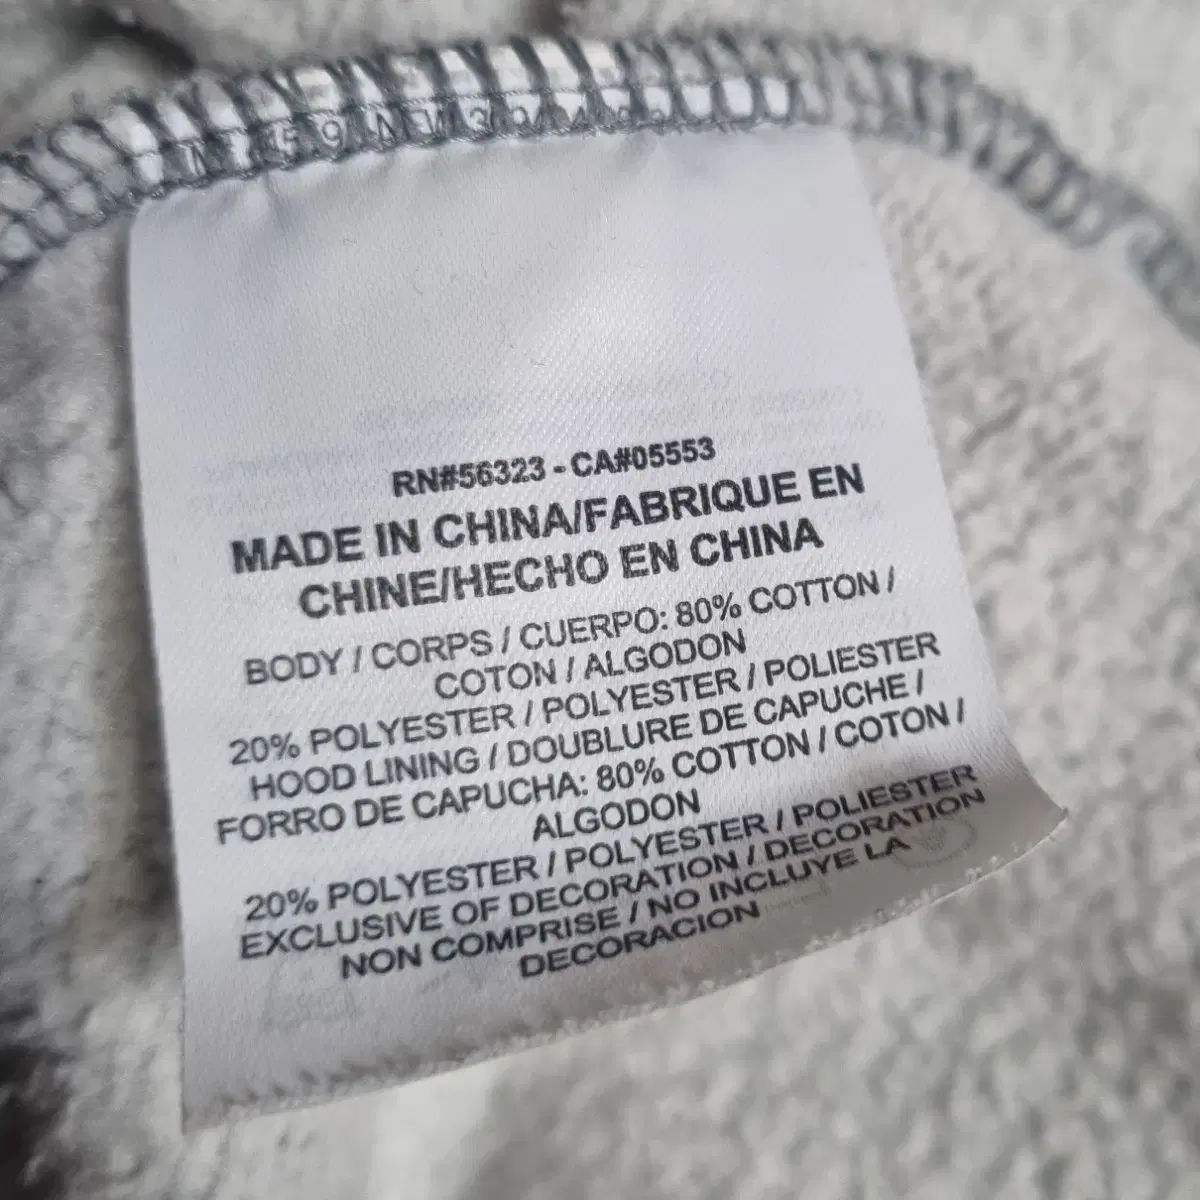 RN#56323 - CA#05553
MADE IN CHINA/FABRIQUE EN
CHINE/HECHO EN CHINA
BODY / CORPS / CUERPO: 80% COTTON /
COTON / ALGODON
20% POLYESTER / POLYESTER / POLIESTER
HOOD LINING / DOUBLURE DE CAPUCHE /
FORRO DE CAPUCHA: 80% COTTON / COTON /
ALGODON
20% POLYESTER / POLYESTER / POLIESTER
EXCLUSIVE OF DECORATION / DECORATION
NON COMPRISE / NO INCLUYE LA
DECORACION